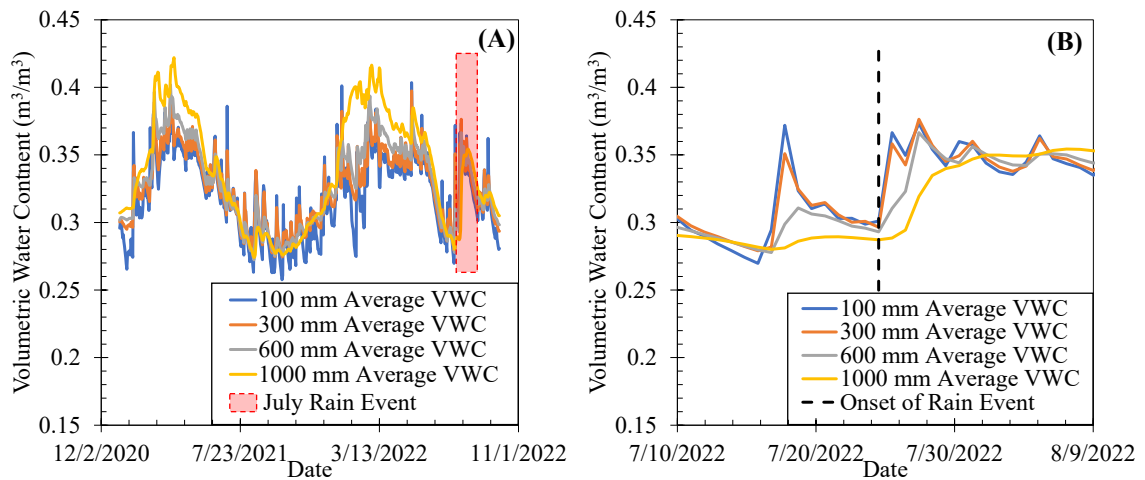 (A)
Volumetric Water Contnent (m³/m³)
0.45
0.4
0.35
0.3
0.25
0.2
0.15
100 mm Average VWC
300 mm Average VWC
600 mm Average VWC
1000 mm Average VWC
July Rain Event
12/2/2020
7/23/2021
3/13/2022
11/1/2022
Date
(B)
Volumetric Water Contnent (m³/m³)
0.45
0.4
0.35
0.3
0.25
0.2
0.15
100 mm Average VWC
300 mm Average VWC
600 mm Average VWC
1000 mm Average VWC
Onset of Rain Event
7/10/2022
7/20/2022
7/30/2022
8/9/2022
Date